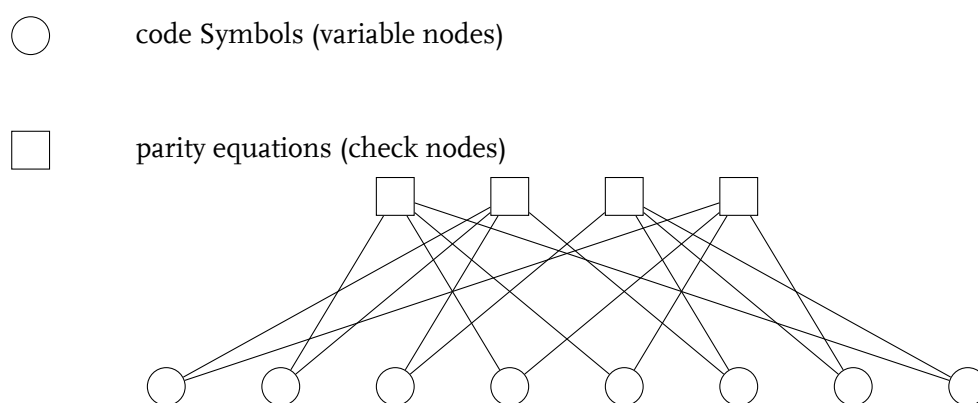 code Symbols (variable nodes)
parity equations (check nodes)